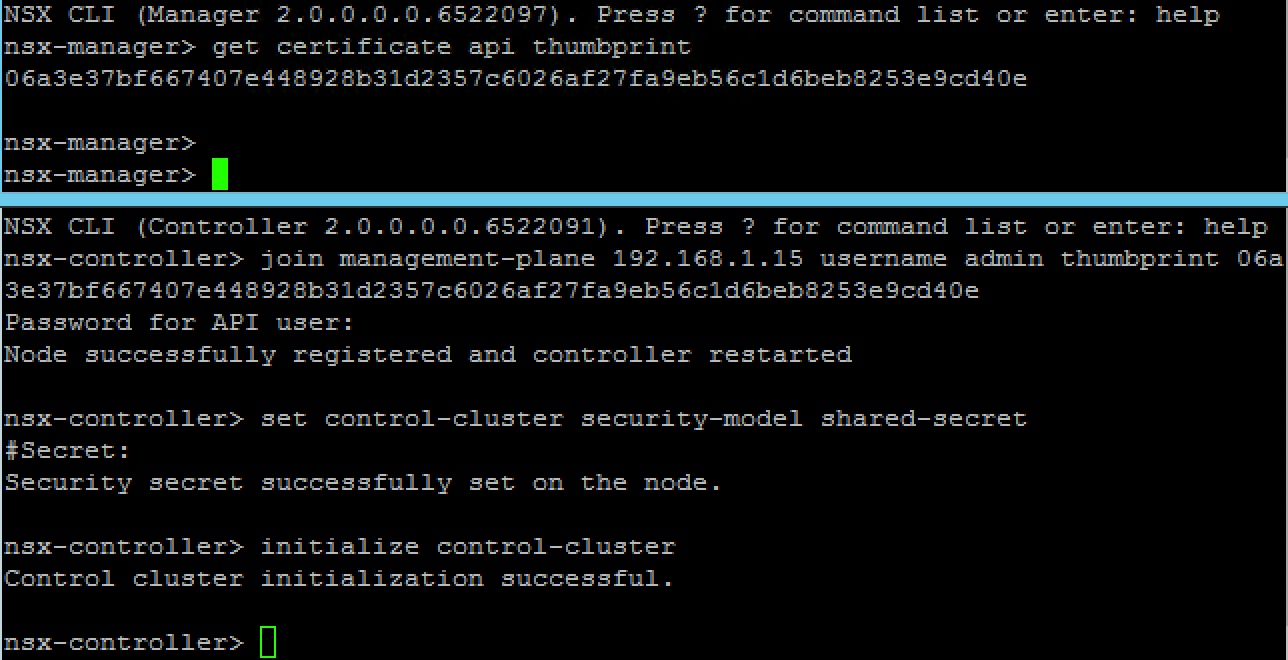 NSX CLI (Manager 2.0.0.0.0.6522097). Press ? for command list or enter: help
nsx-manager> get certificate api thumbprint
06a3e37bf667407e448928b31d2357c6026af27fa9eb56c1d6beb8253e9cd40e
nsx-manager>
nsx-manager>
NSX CLI (Controller 2.0.0.0.0.6522091). Press ? for command list or enter: help
nsx-controller> join management-plane 192.168.1.15 username admin thumbprint 06a
3e37bf667407e448928b31d2357c6026af27fa9eb56c1d6beb8253e9cd40e
Password for API user:
Node successfully registered and controller restarted
nsx-controller> set control-cluster security-model shared-secret
#Secret:
Security secret successfully set on the node.
nsx-controller> initialize control-cluster
Control cluster initialization successful.
nsx-controller>